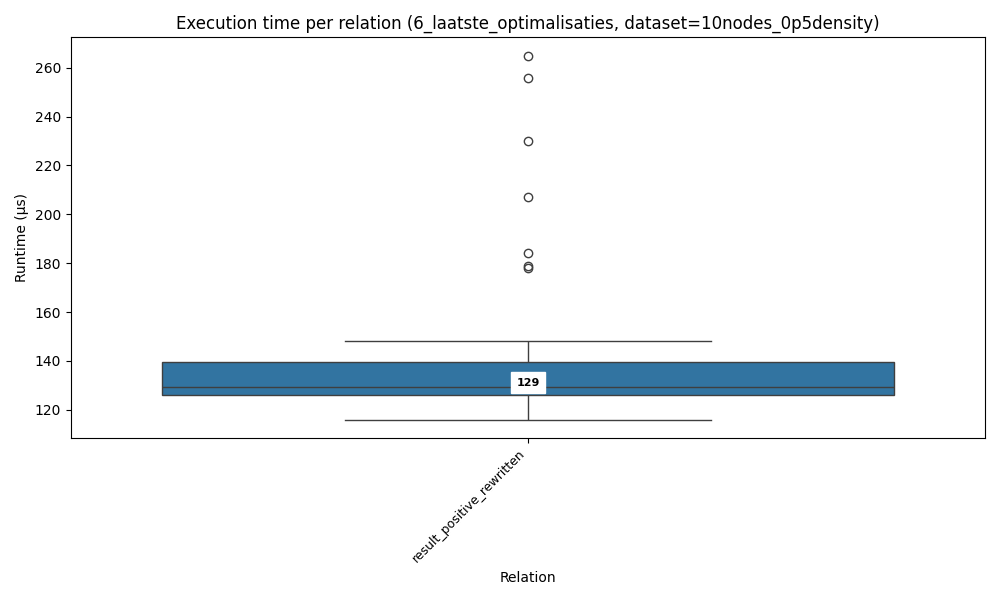 Execution time per relation (6_laatste_optimalisaties, dataset=10nodes_0p5density)
260
240
220
200
180
160
140
120
Runtime (µs)
129
result_positive_rewritten
Relation